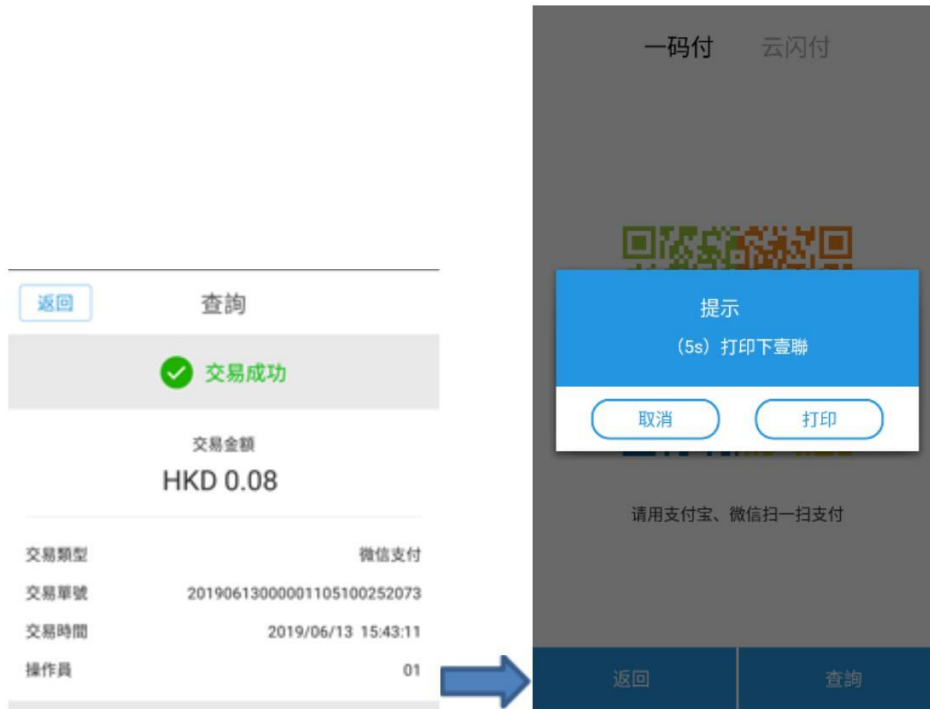 返回
查詢
交易成功
交易金額
HKD 0.08
交易類型 微信支付
交易單號 20190613000001105100252073
交易時間 2019/06/13 15:43:11
操作員 01
一码付 云闪付
提示
（5s）打印下壹聯
取消 打印
请用支付宝、微信扫一扫支付
返回 查詢